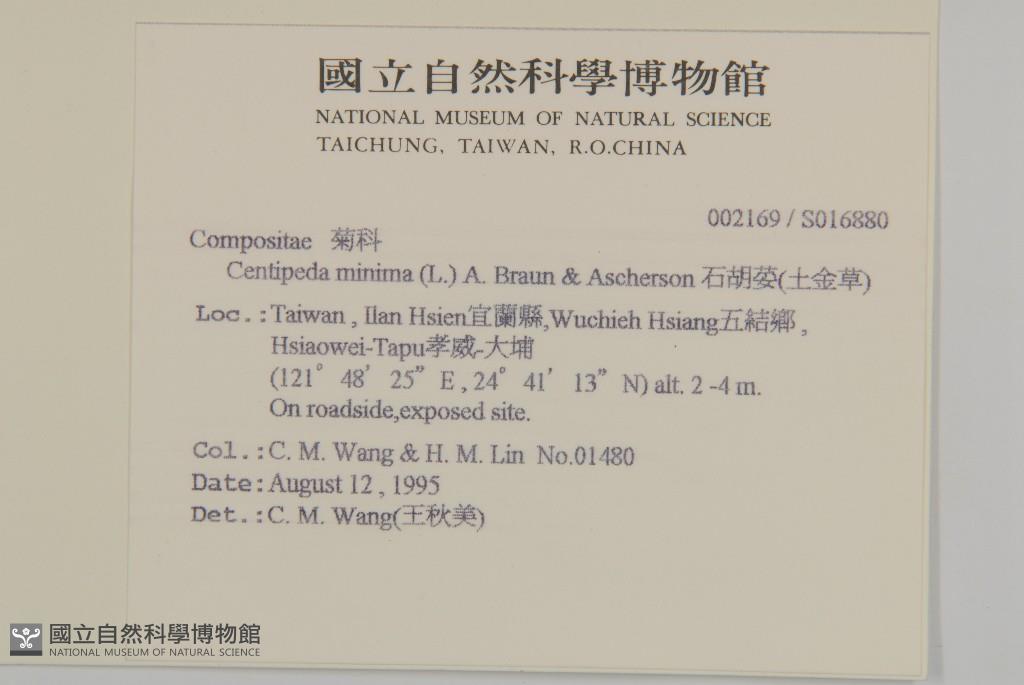 國立自然科學博物館
NATIONAL MUSEUM OF NATURAL SCIENCE
TAICHUNG, TAIWAN, R.O.CHINA
002169 / S016880
Compositae 菊科
Centipeda minima (L.) A. Braun & Ascherson 石胡荽(土金草)
Loc.:Taiwan , Ilan Hsien宜蘭縣,Wuchieh Hsiang五結鄉 ,
Hsiaowei-Tapu孝威-大埔
(121° 48' 25" E , 24° 41' 13" N) alt. 2 -4 m.
On roadside,exposed site.
Col.:C. M. Wang & H. M. Lin No.01480
Date:August 12 , 1995
Det.:C. M. Wang(王秋美)
國立自然科學博物館
NATIONAL MUSEUM OF NATURAL SCIENCE